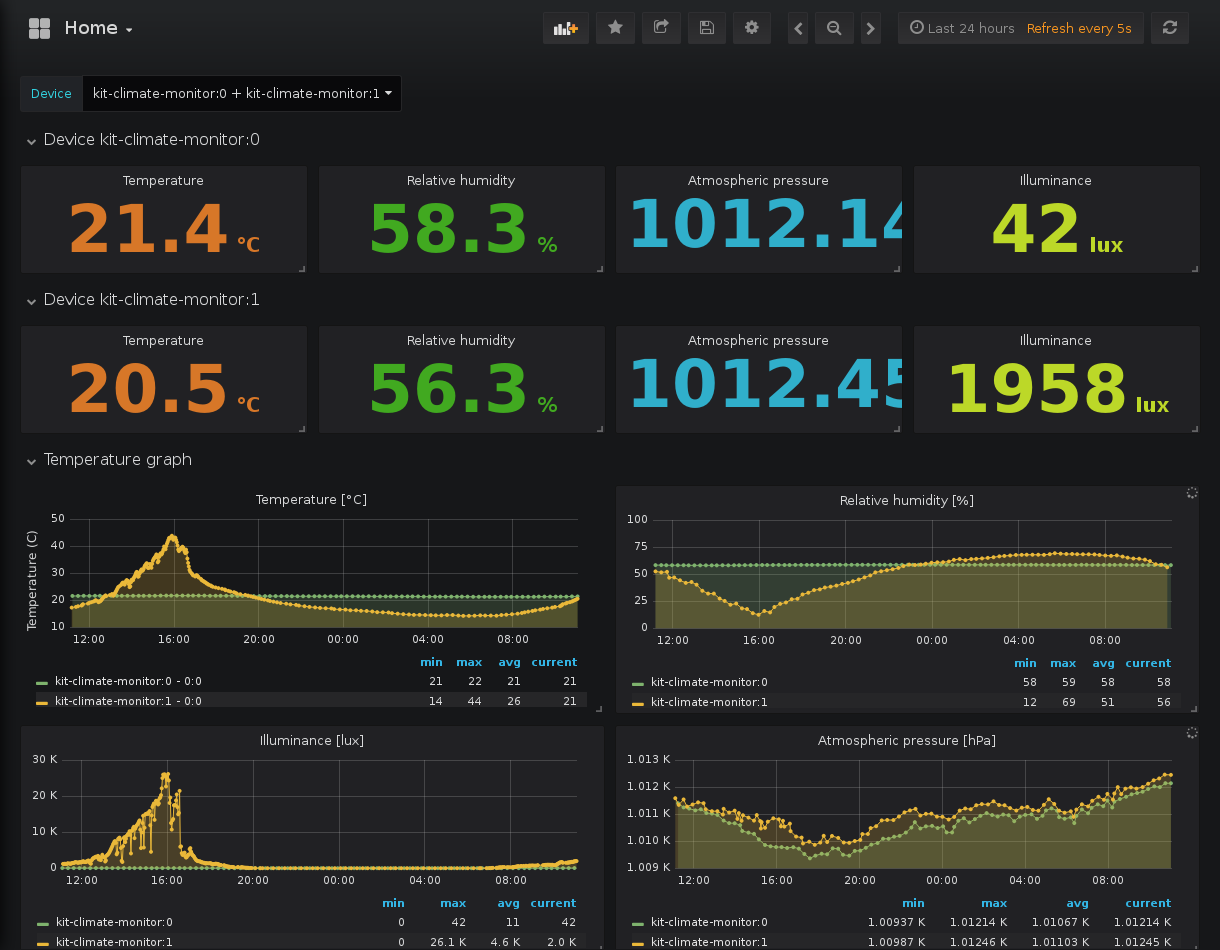 Home
Last 24 hours Refresh every 5s
Device kit-climate-monitor:0 + kit-climate-monitor:1
Device kit-climate-monitor:0
Temperature Relative humidity Atmospheric pressure Illuminance
21.4 °C 58.3 % 1012.14 42 lux
Device kit-climate-monitor:1
Temperature Relative humidity Atmospheric pressure Illuminance
20.5 °C 56.3 % 1012.45 1958 lux
Temperature graph
Temperature [°C]
Temperature (C)
50
40
30
20
10
12:00 16:00 20:00 00:00 04:00 08:00
min max avg current
kit-climate-monitor:0 - 0:0 21 22 21 21
kit-climate-monitor:1 - 0:0 14 44 26 21
Relative humidity [%]
100
75
50
25
0
12:00 16:00 20:00 00:00 04:00 08:00
min max avg current
kit-climate-monitor:0 58 59 58 58
kit-climate-monitor:1 12 69 51 56
Illuminance [lux]
30 K
20 K
10 K
0
12:00 16:00 20:00 00:00 04:00 08:00
min max avg current
kit-climate-monitor:0 0 42 11 42
kit-climate-monitor:1 0 26.1 K 4.6 K 2.0 K
Atmospheric pressure [hPa]
1.013 K
1.012 K
1.011 K
1.010 K
1.009 K
12:00 16:00 20:00 00:00 04:00 08:00
min max avg current
kit-climate-monitor:0 1.00937 K 1.01214 K 1.01067 K 1.01214 K
kit-climate-monitor:1 1.00987 K 1.01246 K 1.01103 K 1.01245 K